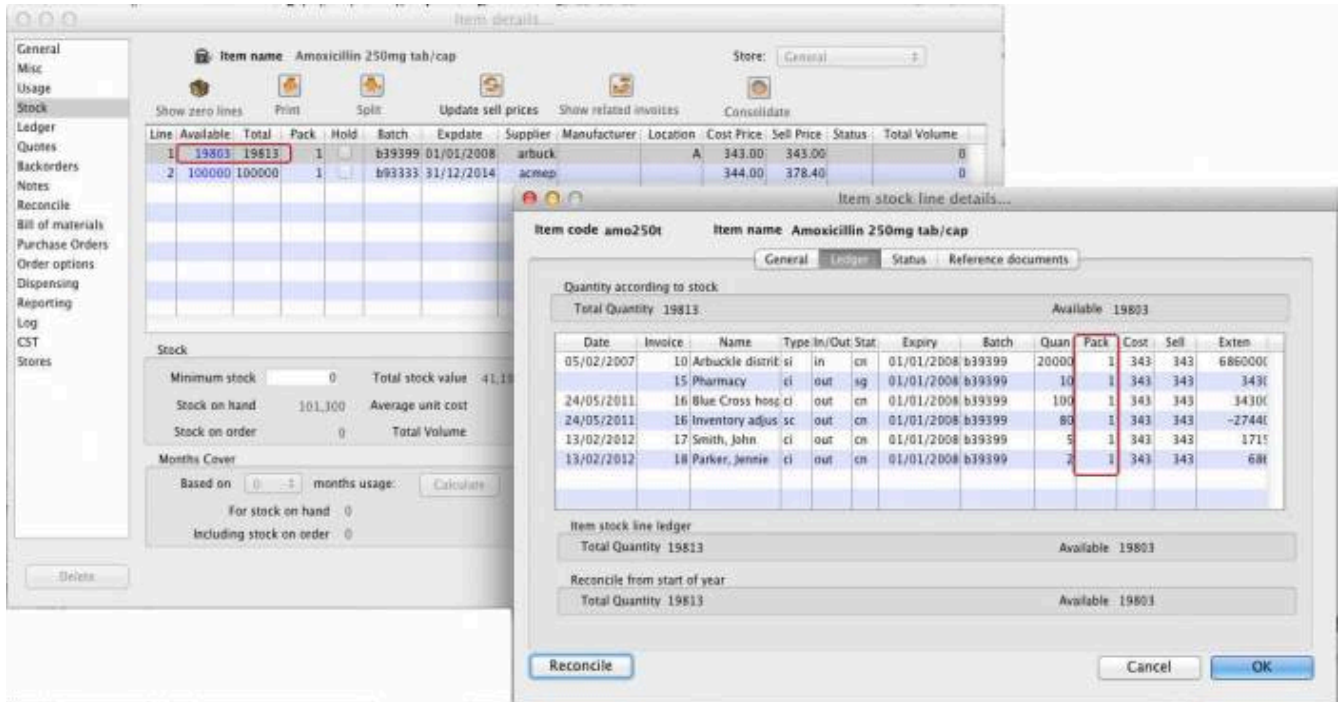 Item details...
General
Misc
Usage
Stock
Ledger
Quotes
Backorders
Notes
Reconcile
Bill of materials
Purchase Orders
Order options
Dispensing
Reporting
Log
CST
Stores
Delete
Item name Amoxicillin 250mg tab/cap Store: General
Show zero lines Print Split Update sell prices Show related invoices Consolidate
Line Available Total Pack Hold Batch Expdate Supplier Manufacturer Location Cost Price Sell Price Status Total Volume
1 19803 19813 1 b39399 01/01/2008 arbuck A 343.00 343.00 0
2 100000 100000 1 b93333 31/12/2014 acmep 344.00 378.40 0
Stock
Minimum stock 0 Total stock value
Stock on hand 101,300 Average unit cost
Stock on order 0 Total Volume
Months Cover
Based on 0 months usage: Calculate
For stock on hand 0
Including stock on order 0
Item stock line details...
Item code amo250t Item name Amoxicillin 250mg tab/cap
General Ledger Status Reference documents
Quantity according to stock
Total Quantity 19813 Available 19803
Date Invoice Name Type In/Out Stat Expiry Batch Quan Pack Cost Sell Exten
05/02/2007 10 Arbuckle distrib si in cn 01/01/2008 b39399 20000 1 343 343 6860000
15 Pharmacy ci out sg 01/01/2008 b39399 10 1 343 343 3430
24/05/2011 16 Blue Cross hosp ci out cn 01/01/2008 b39399 100 1 343 343 34300
24/05/2011 16 Inventory adjus sc out cn 01/01/2008 b39399 80 1 343 343 -27440
13/02/2012 17 Smith, John ci out cn 01/01/2008 b39399 5 1 343 343 1715
13/02/2012 18 Parker, Jennie ci out cn 01/01/2008 b39399 2 1 343 343 686
Item stock line ledger
Total Quantity 19813 Available 19803
Reconcile from start of year
Total Quantity 19813 Available 19803
Reconcile Cancel OK